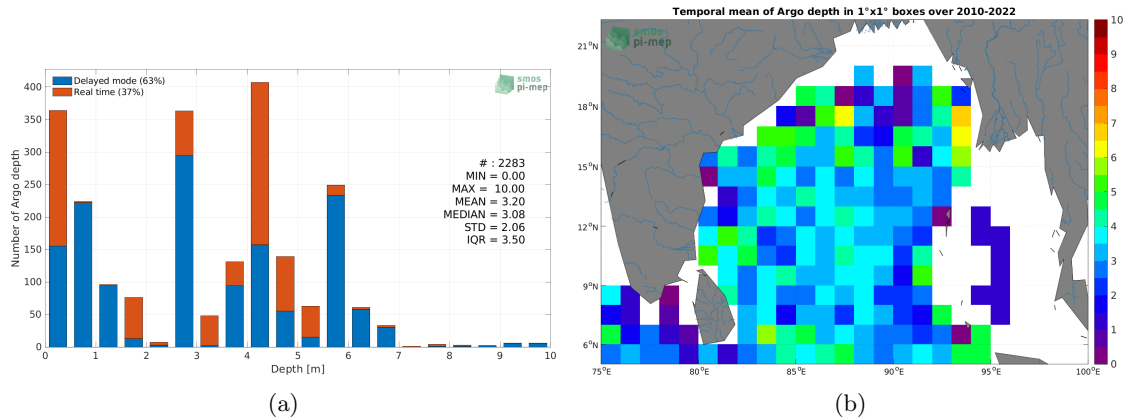 Delayed mode (63%)
Real time (37%)
smos
pi-mep
# : 2283
MIN = 0.00
MAX = 10.00
MEAN = 3.20
MEDIAN = 3.08
STD = 2.06
IQR = 3.50
Number of Argo depth
400
350
300
250
200
150
100
50
0
0 1 2 3 4 5 6 7 8 9 10
Depth [m]
(a)
Temporal mean of Argo depth in 1°x1° boxes over 2010-2022
smos
pi-mep
21°N
18°N
15°N
12°N
9°N
6°N
75°E 80°E 85°E 90°E 95°E 100°E
10
9
8
7
6
5
4
3
2
1
0
(b)